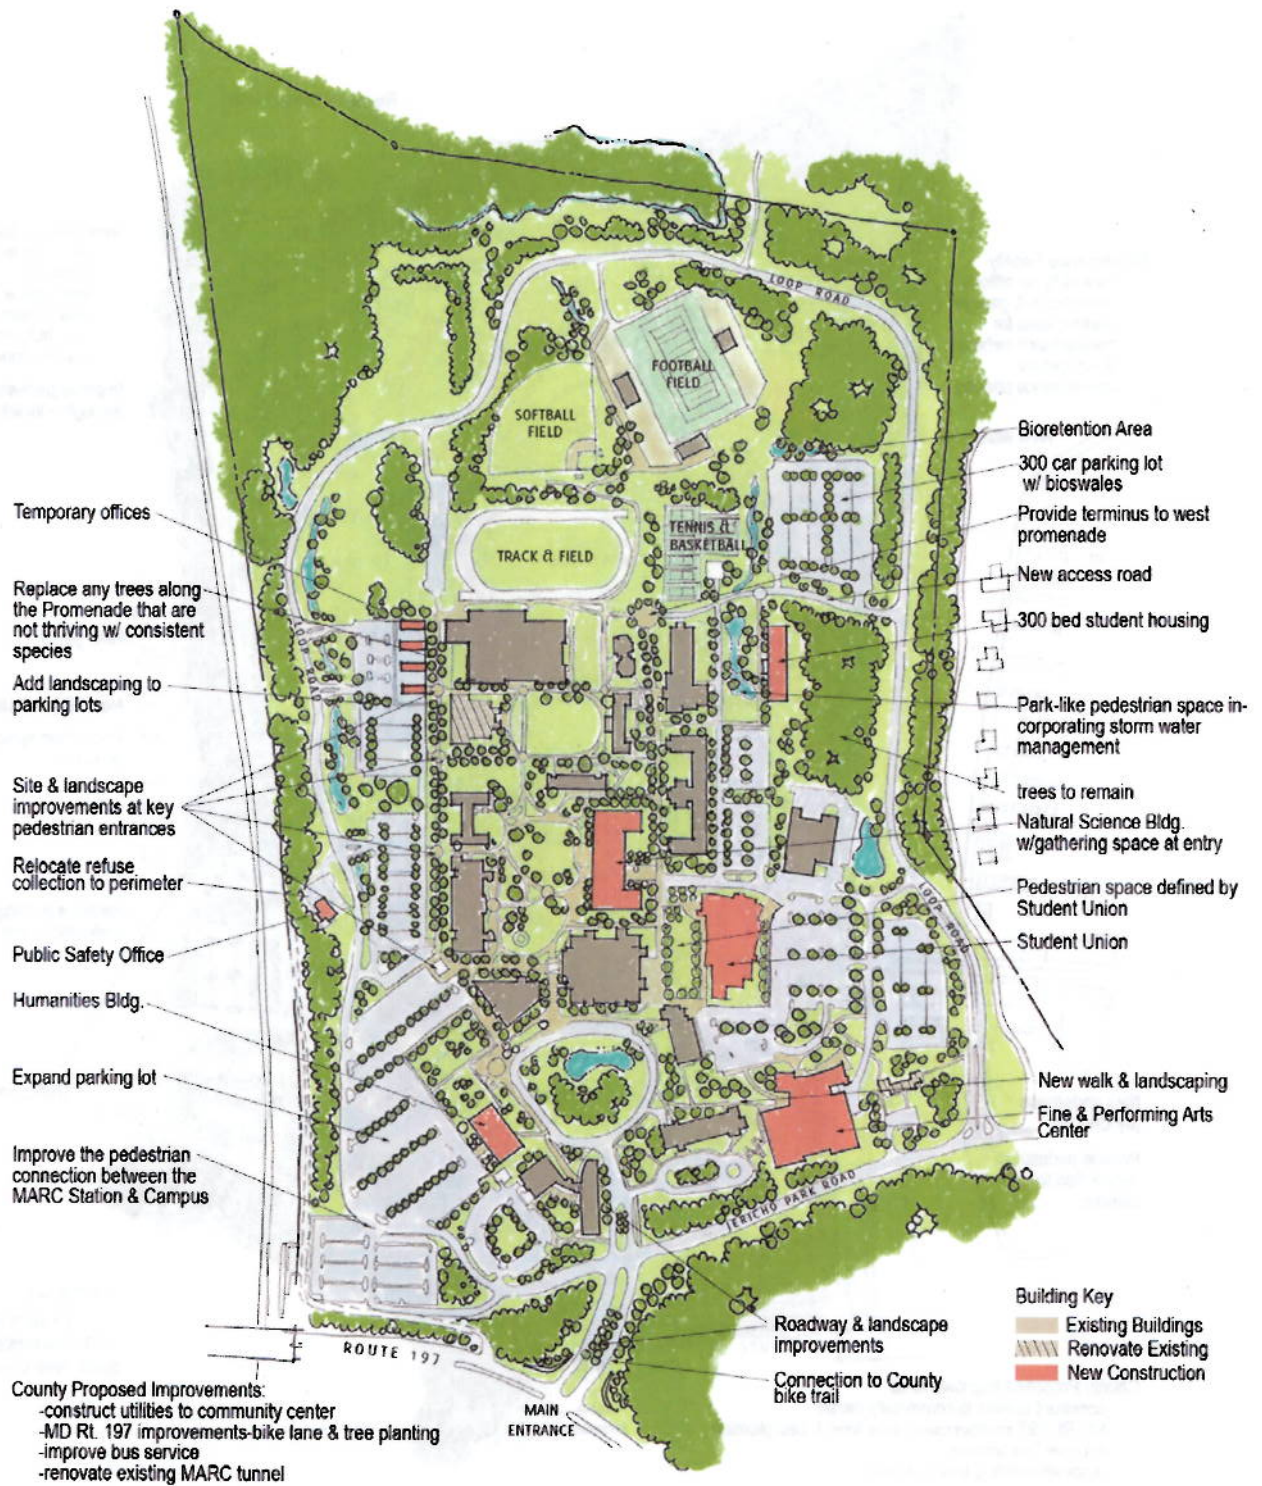 LOOP ROAD
FOOTBALL
FIELD
SOFTBALL
FIELD
TENNIS &
BASKETBALL
TRACK & FIELD
LOOP ROAD
LOOP ROAD
JERICHO PARK ROAD
ROUTE 197
MAIN
ENTRANCE
Temporary offices
Replace any trees along
the Promenade that are
not thriving w/ consistent
species
Add landscaping to
parking lots
Site & landscape
improvements at key
pedestrian entrances
Relocate refuse
collection to perimeter
Public Safety Office
Humanities Bldg.
Expand parking lot
Improve the pedestrian
connection between the
MARC Station & Campus
County Proposed Improvements:
-construct utilities to community center
-MD Rt. 197 improvements-bike lane & tree planting
-improve bus service
-renovate existing MARC tunnel
Bioretention Area
300 car parking lot
w/ bioswales
Provide terminus to west
promenade
New access road
300 bed student housing
Park-like pedestrian space in-
corporating storm water
management
trees to remain
Natural Science Bldg.
w/gathering space at entry
Pedestrian space defined by
Student Union
Student Union
New walk & landscaping
Fine & Performing Arts
Center
Roadway & landscape
improvements
Connection to County
bike trail
Building Key
Existing Buildings
Renovate Existing
New Construction